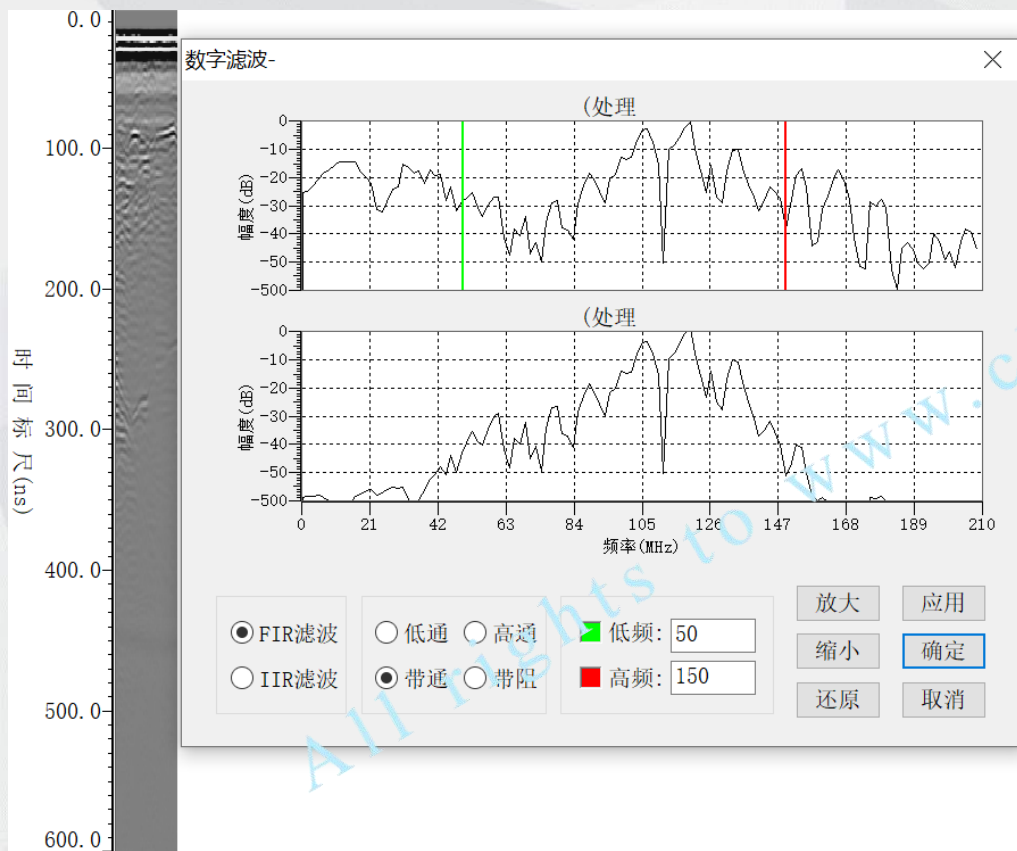 0.0
100.0
200.0
300.0
400.0
500.0
600.0
时间标尺(ns)
数字滤波-
(处理
0
-10
-20
-30
-40
-50
-500
幅度(dB)
(处理
0
-10
-20
-30
-40
-50
-500
幅度(dB)
0 21 42 63 84 105 126 147 168 189 210
频率(MHz)
FIR滤波 低通 高通 低频: 50
IIR滤波 带通 带阻 高频: 150
放大 应用
缩小 确定
还原 取消
All rights to www.c